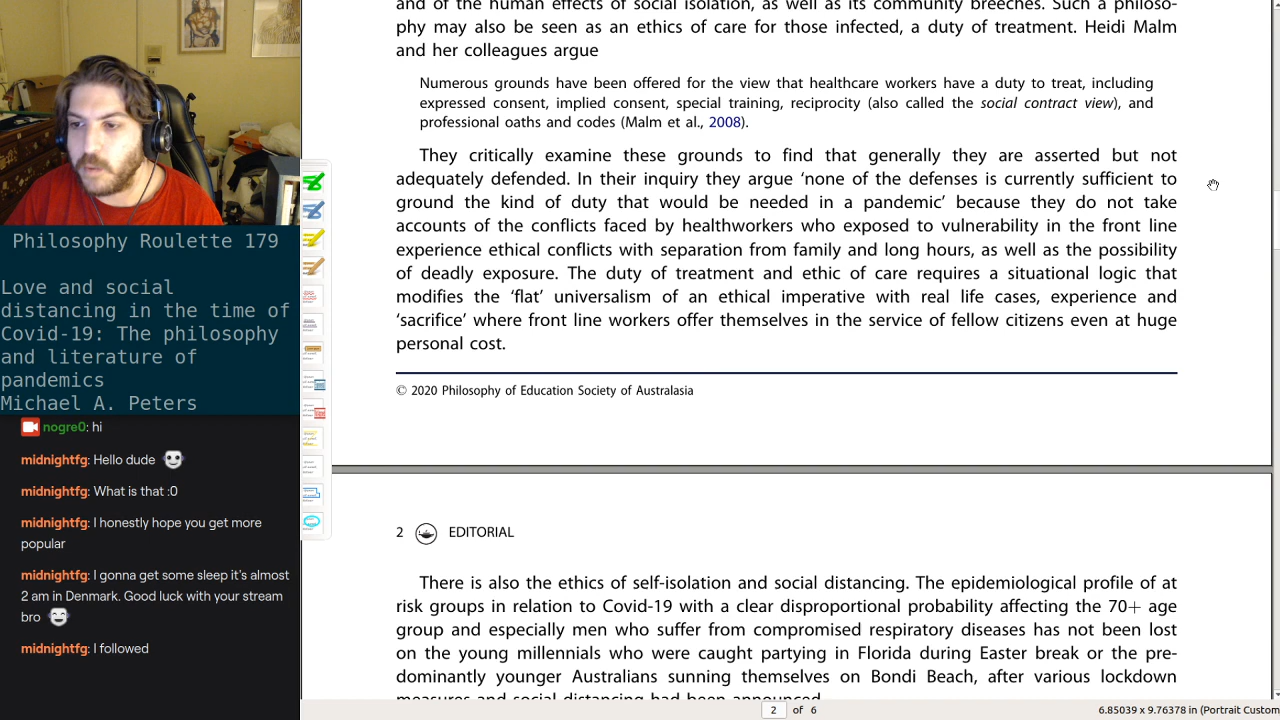 and of the human effects of social isolation, as well as its community breeches. Such a philoso-
phy may also be seen as an ethics of care for those infected, a duty of treatment. Heidi Malm
and her colleagues argue
Numerous grounds have been offered for the view that healthcare workers have a duty to treat, including
expressed consent, implied consent, special training, reciprocity (also called the social contract view), and
professional oaths and codes (Malm et al., 2008).
They critically examine these grounds to find that generally they are asserted but not
adequately defended. In their inquiry they argue 'none of the defenses is currently sufficient to
ground the kind of duty that would be needed in a pandemic' because they do not take
accounts of the conflicts faced by healthcare workers who exposed to vulnerability in the front line
experience ethical conflicts with separation from family and long hours, as well as the possibility
of deadly exposure. The duty of treatment and ethic of care requires a situational logic that
modifies the 'flat' universalism of an ethical imperative with real life cases, experience and
'sacrifice' where front-line workers offer themselves in the service of fellow citizens often at huge
personal cost.
© 2020 Philosophy of Education Society of Australasia
2 EDITORIAL
There is also the ethics of self-isolation and social distancing. The epidemiological profile of at
risk groups in relation to Covid-19 with a clear disproportional probability affecting the 70+ age
group and especially men who suffer from compromised respiratory diseases has not been lost
on the young millennials who were caught partying in Florida during Easter break or the pre-
dominantly younger Australians sunning themselves on Bondi Beach, after various lockdown
measures and social distancing had been announced.
2 of 6
6.85039 x 9.76378 in (Portrait Custom
Philosophy Roulette 179
Love and social
distancing in the time of
Covid-19: The philosophy
and literature of
pandemics
Michael A. Peters
nogre0: hi
midnightfg: Hello dude
midnightfg: What is that :0
midnightfg: I honestly hope you get more
popular
midnightfg: I gonna get some sleep it's almost
2 am in Denmark. Good luck with your stream
bro
midnightfg: I followed